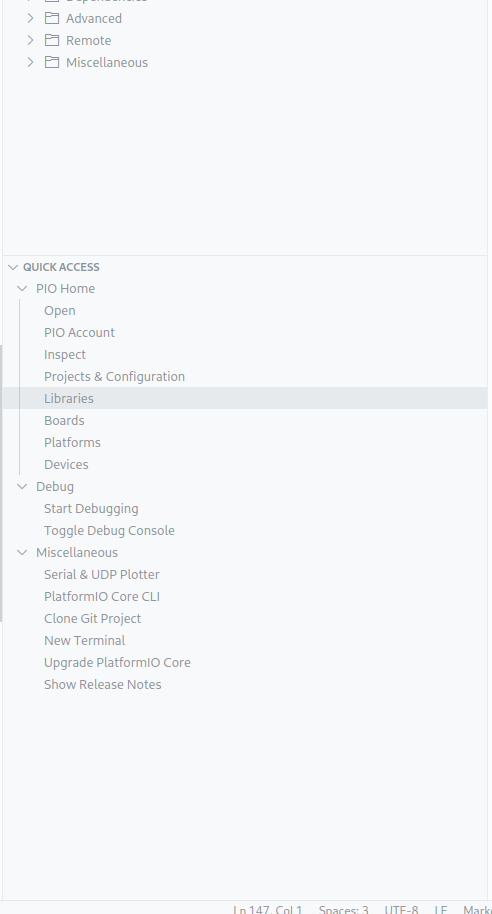 Dependencies
Advanced
Remote
Miscellaneous
QUICK ACCESS
PIO Home
Open
PIO Account
Inspect
Projects & Configuration
Libraries
Boards
Platforms
Devices
Debug
Start Debugging
Toggle Debug Console
Miscellaneous
Serial & UDP Plotter
PlatformIO Core CLI
Clone Git Project
New Terminal
Upgrade PlatformIO Core
Show Release Notes
Ln 147, Col 1 Spaces: 3 UTF-8 LF Mark